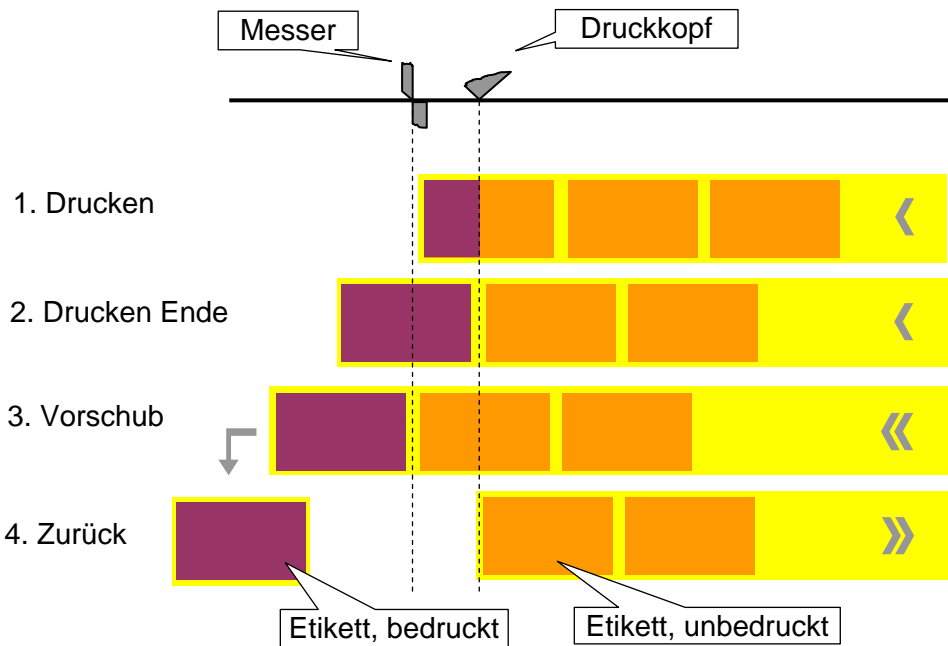 Messer
Druckkopf
1. Drucken
2. Drucken Ende
3. Vorschub
4. Zurück
Etikett, bedruckt
Etikett, unbedruckt